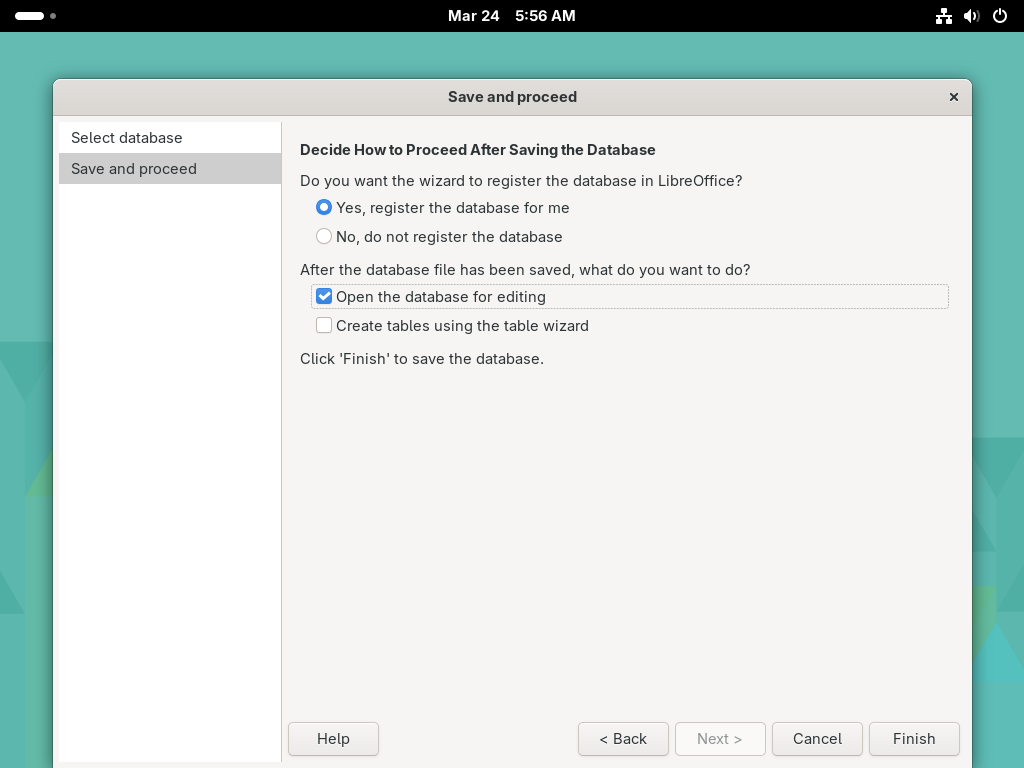 Mar 24 5:56 AM
Save and proceed
Select database
Save and proceed
Decide How to Proceed After Saving the Database
Do you want the wizard to register the database in LibreOffice?
Yes, register the database for me
No, do not register the database
After the database file has been saved, what do you want to do?
Open the database for editing
Create tables using the table wizard
Click 'Finish' to save the database.
Help
< Back
Next >
Cancel
Finish